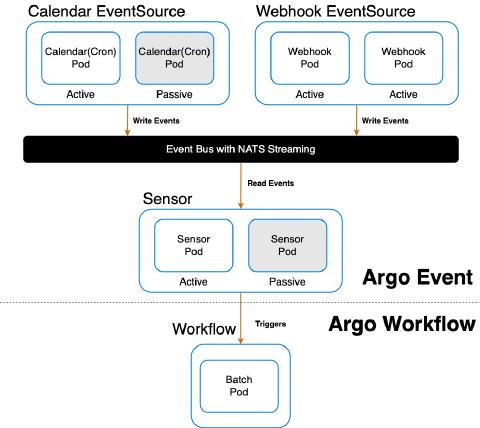 Calendar EventSource
Webhook EventSource
Calendar(Cron)
Pod
Calendar(Cron)
Pod
Webhook
Pod
Webhook
Pod
Active
Passive
Active
Active
Write Events
Write Events
Event Bus with NATS Streaming
Read Events
Sensor
Sensor
Pod
Sensor
Pod
Active
Passive
Argo Event
Argo Workflow
Workflow
Triggers
Batch
Pod